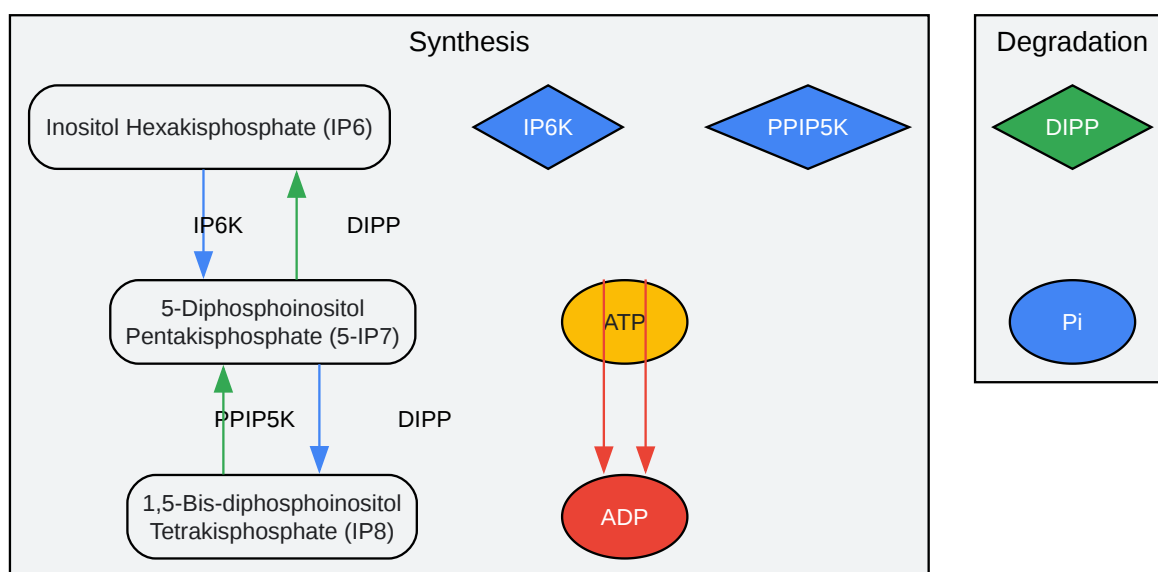 Synthesis
Degradation
Inositol Hexakisphosphate (IP6)
IP6K
PPIP5K
DIPP
IP6K
DIPP
5-Diphosphoinositol
Pentakisphosphate (5-IP7)
ATP
Pi
PPIP5K
DIPP
1,5-Bis-diphosphoinositol
Tetrakisphosphate (IP8)
ADP